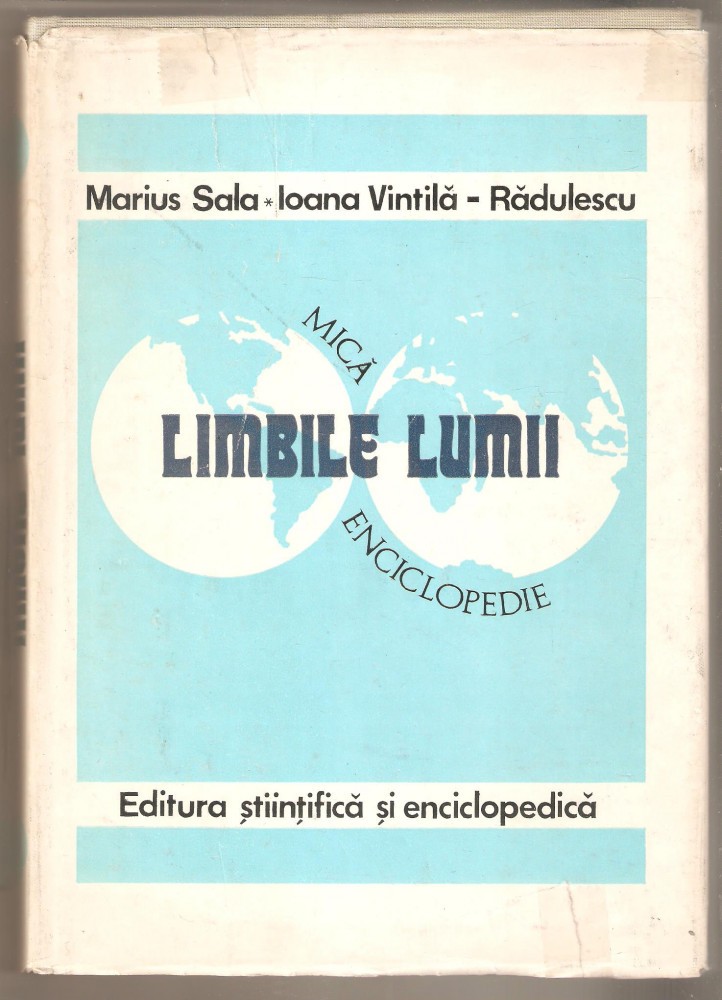 Marius Sala * Ioana Vintilă - Rădulescu
MICĂ
LIMBILE LUMII
ENCICLOPEDIE
Editura științifică și enciclopedică